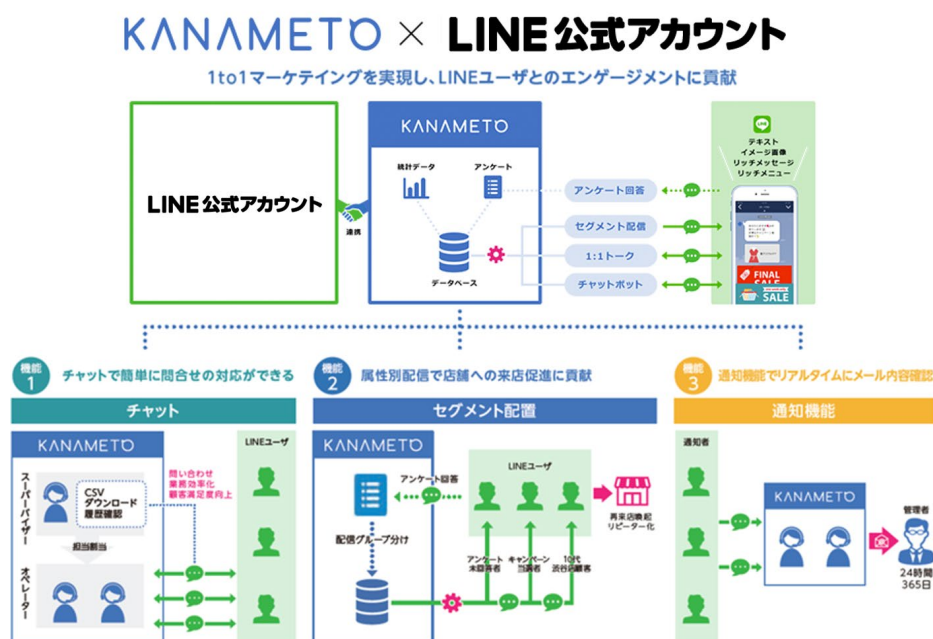 KANAMETO × LINE公式アカウント
1to1マーケテイングを実現し、LINEユーザとのエンゲージメントに貢献
LINE公式アカウント
連携
KANAMETO
統計データ
アンケート
データベース
アンケート回答
セグメント配信
1:1トーク
チャットボット
LINE
テキスト
イメージ画像
リッチメッセージ
リッチメニュー
FINAL
SALE
SALE
機能
1
チャットで簡単に問合せの対応ができる
チャット
KANAMETO
LINEユーザ
スーパーバイザー
CSV
ダウンロード
履歴確認
問い合わせ
業務効率化
顧客満足度向上
担当割当
オペレーター
機能
2
属性別配信で店舗への来店促進に貢献
セグメント配置
KANAMETO
アンケート回答
LINEユーザ
再来店喚起
リピーター化
配信グループ分け
アンケート
未回答者
キャンペーン
当選者
10代
渋谷店顧客
機能
3
通知機能でリアルタイムにメール内容確認
通知機能
通知者
KANAMETO
管理者
24時間
365日